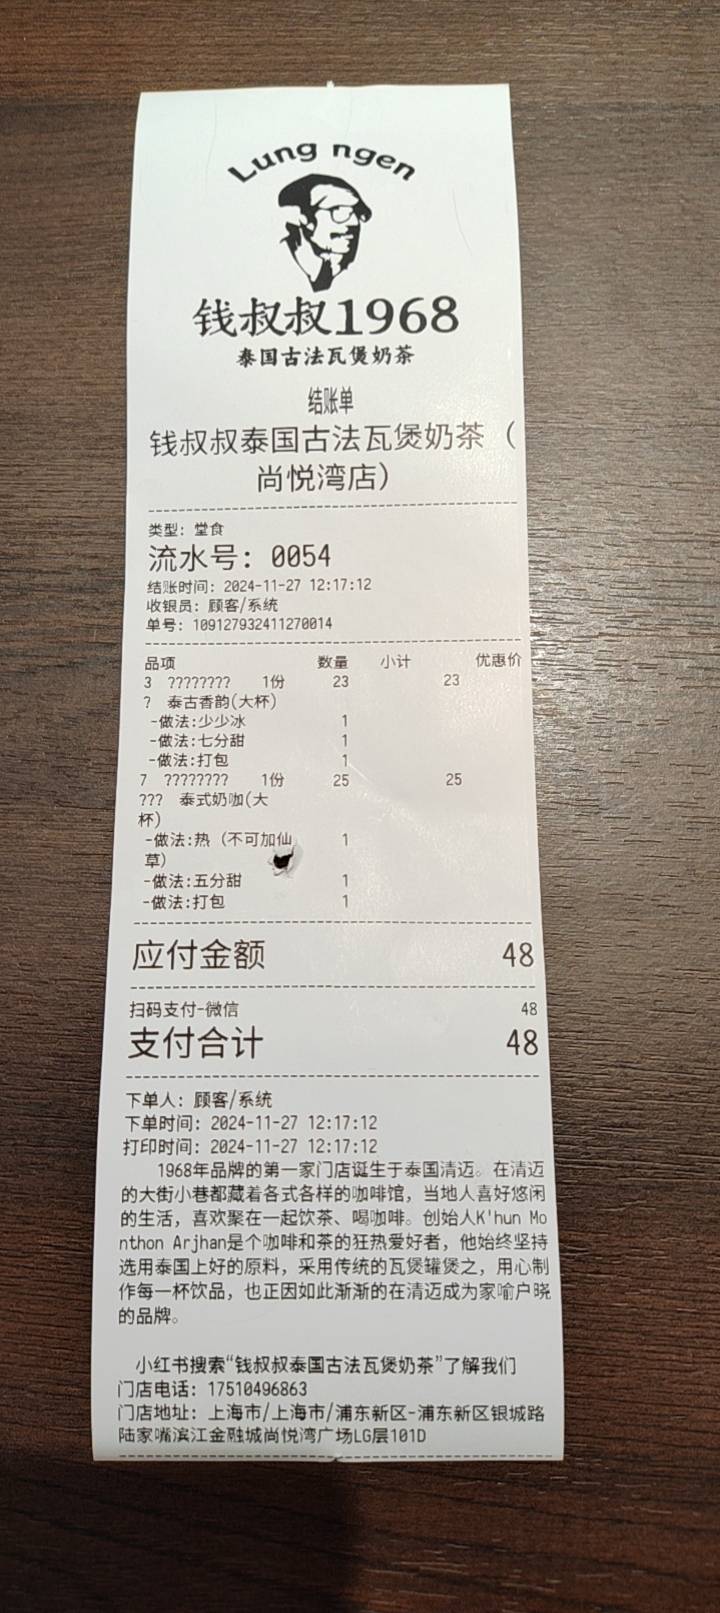 Lung ngen
钱叔叔1968
泰国古法瓦煲奶茶
结账单
钱叔叔泰国古法瓦煲奶茶（
尚悦湾店）
类型: 堂食
流水号: 0054
结账时间: 2024-11-27 12:17:12
收银员: 顾客/系统
单号: 109127932411270014
品项 数量 小计 优惠价
3 ???????? 1份 23 23
? 泰古香韵(大杯)
-做法:少少冰 1
-做法:七分甜 1
-做法:打包 1
7 ???????? 1份 25 25
??? 泰式奶咖(大
杯)
-做法:热（不可加仙 1
草）
-做法:五分甜 1
-做法:打包 1
应付金额 48
扫码支付-微信 48
支付合计 48
下单人: 顾客/系统
下单时间: 2024-11-27 12:17:12
打印时间: 2024-11-27 12:17:12
1968年品牌的第一家门店诞生于泰国清迈。在清迈
的大街小巷都藏着各式各样的咖啡馆，当地人喜好悠闲
的生活，喜欢聚在一起饮茶、喝咖啡。创始人K'hun Mo
nthon Arjhan是个咖啡和茶的狂热爱好者，他始终坚持
选用泰国上好的原料，采用传统的瓦煲罐煲之，用心制
作每一杯饮品，也正因如此渐渐的在清迈成为家喻户晓
的品牌。
小红书搜索“钱叔叔泰国古法瓦煲奶茶”了解我们
门店电话: 17510496863
门店地址: 上海市/上海市/浦东新区-浦东新区银城路
陆家嘴滨江金融城尚悦湾广场LG层101D